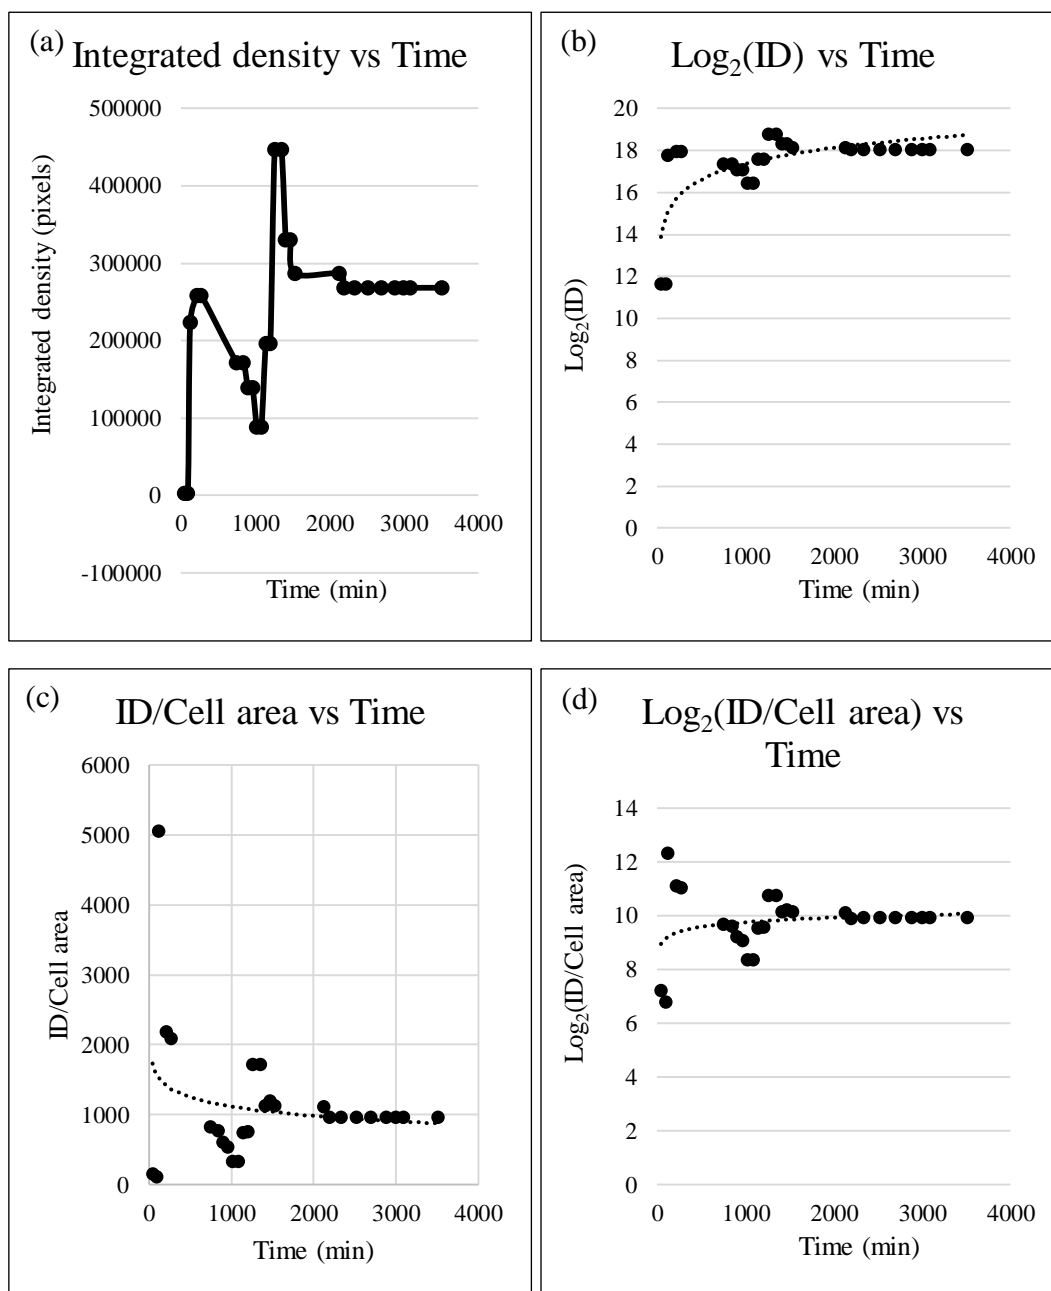 (a)
Integrated density vs Time
500000
400000
300000
200000
100000
0
-100000
Integrated density (pixels)
0 1000 2000 3000 4000
Time (min)
(b)
Log₂(ID) vs Time
20
18
16
14
12
10
8
6
4
2
0
Log₂(ID)
0 1000 2000 3000 4000
Time (min)
(c)
ID/Cell area vs Time
6000
5000
4000
3000
2000
1000
0
ID/Cell area
0 1000 2000 3000 4000
Time (min)
(d)
Log₂(ID/Cell area) vs
Time
14
12
10
8
6
4
2
0
Log₂(ID/Cell area)
0 1000 2000 3000 4000
Time (min)